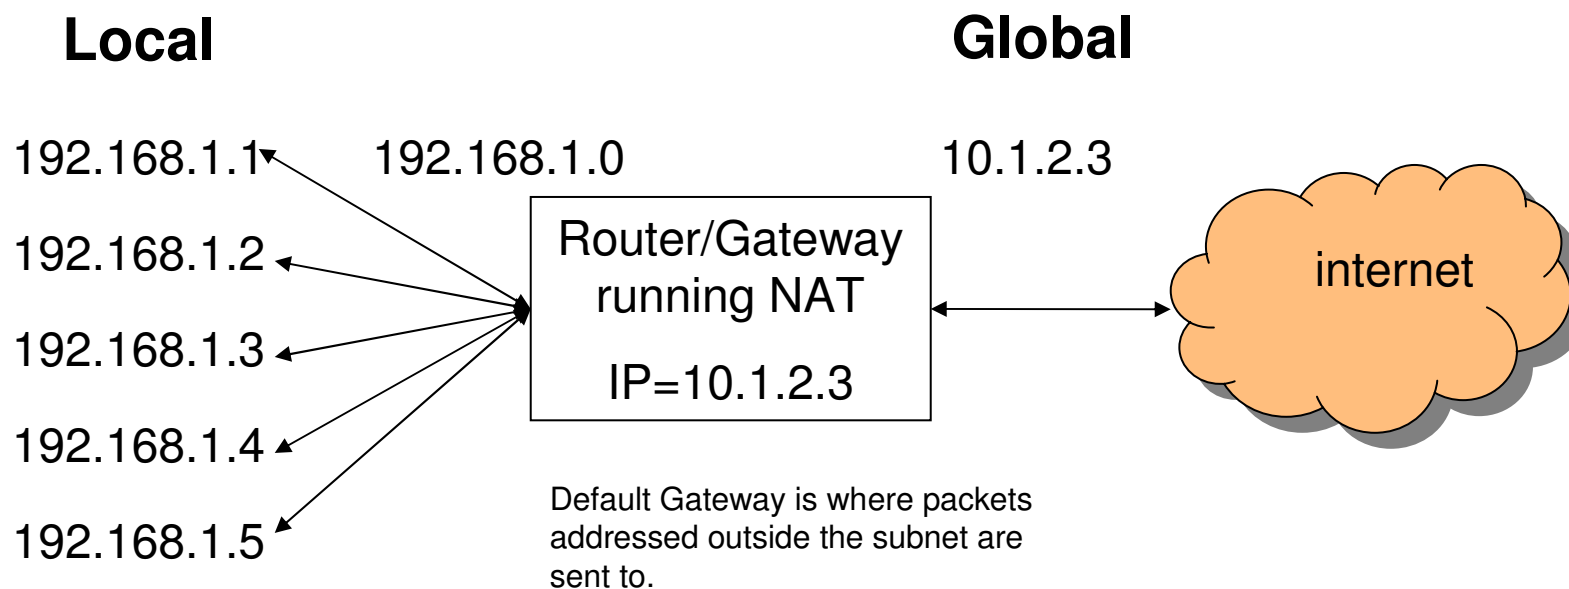 Local
Global
192.168.1.1
192.168.1.0
10.1.2.3
192.168.1.2
192.168.1.3
192.168.1.4
192.168.1.5
Router/Gateway
running NAT
IP=10.1.2.3
internet
Default Gateway is where packets
addressed outside the subnet are
sent to.